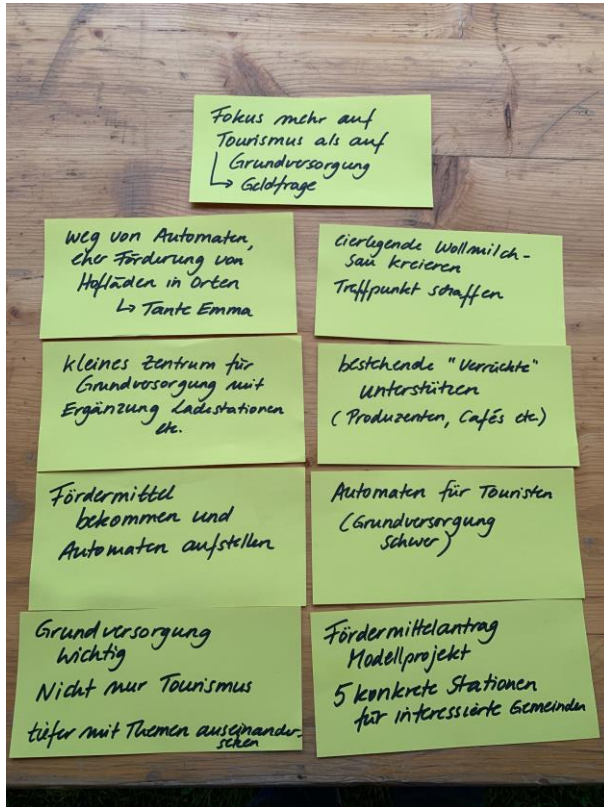 Fokus mehr auf
Tourismus als auf
Grundversorgung
↳ Geldfrage
weg von Automaten,
eher Förderung von
Hofläden in Orten
↳ Tante Emma
eierlegende Wollmilch-
sau kreieren
Treffpunkt schaffen
kleines Zentrum für
Grundversorgung mit
Ergänzung Ladestationen
etc.
bestehende "Verrückte"
unterstützen
(Produzenten, Cafés etc.)
Fördermittel
bekommen und
Automaten aufstellen
Automaten für Touristen
(Grundversorgung
schwer)
Grundversorgung
wichtig
Nicht nur Tourismus
tiefer mit Themen auseinander-
setzen
Fördermittelantrag
Modellprojekt
5 konkrete Stationen
für interessierte Gemeinden